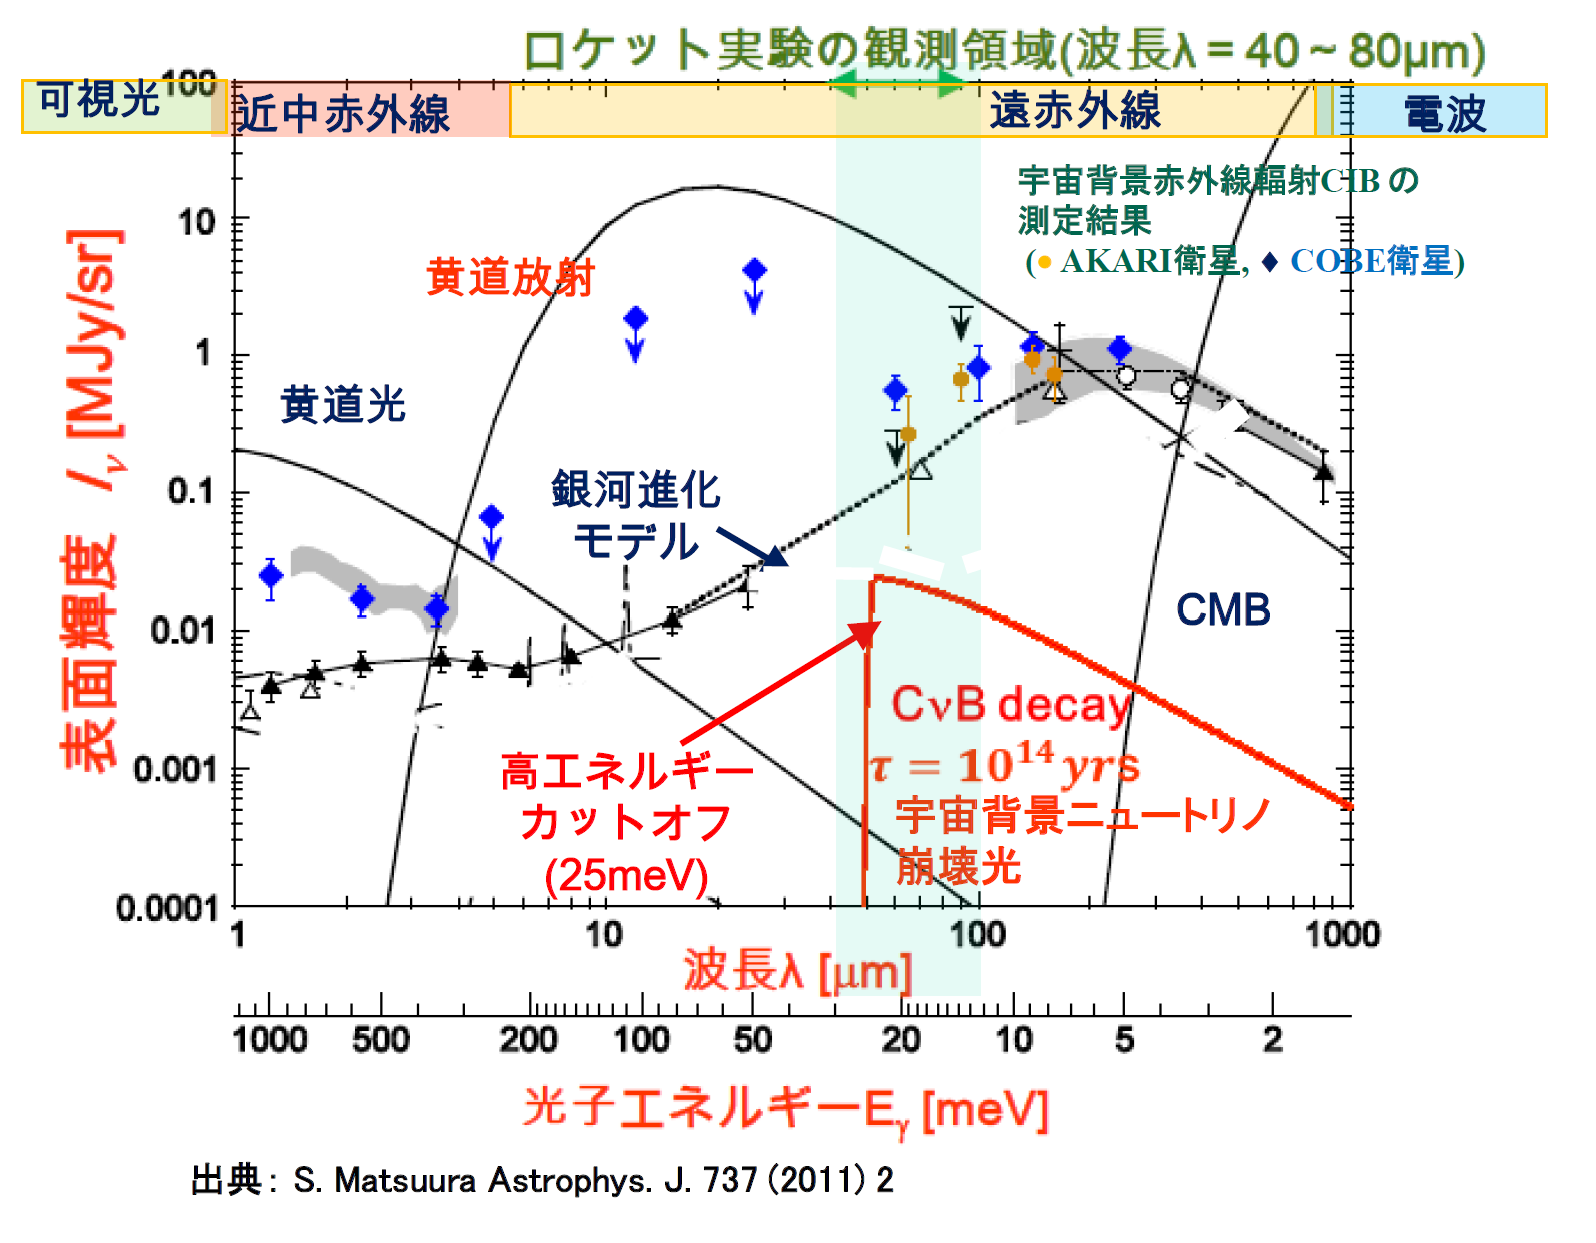 ロケット実験の観測領域(波長λ = 40 ~ 80μm)
可視光
近中赤外線
遠赤外線
電波
100
10
1
0.1
0.01
0.001
0.0001
表面輝度 Iν [MJy/sr]
宇宙背景赤外線輻射CIB の
測定結果
(● AKARI衛星, ♦ COBE衛星)
黄道放射
黄道光
銀河進化
モデル
CMB
CνB decay
τ = 10¹⁴ yrs
宇宙背景ニュートリノ
崩壊光
高エネルギー
カットオフ
(25meV)
1 10 100 1000
波長λ [μm]
1000 500 200 100 50 20 10 5 2
光子エネルギーEγ [meV]
出典: S. Matsuura Astrophys. J. 737 (2011) 2